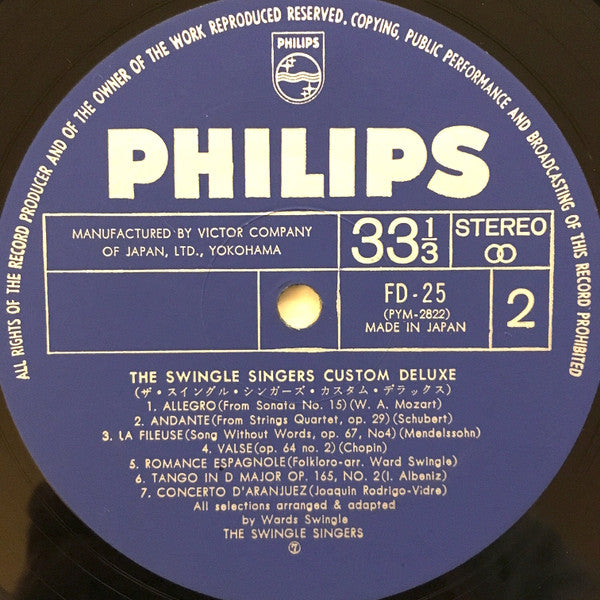 ALL RIGHTS OF THE RECORD PRODUCER AND OF THE OWNER OF THE WORK REPRODUCED RESERVED. COPYING, PUBLIC PERFORMANCE AND BROADCASTING OF THIS RECORD PROHIBITED
PHILIPS
PHILIPS
MANUFACTURED BY VICTOR COMPANY
OF JAPAN, LTD., YOKOHAMA
33 1/3
STEREO
FD-25
(PYM-2822)
MADE IN JAPAN
2
THE SWINGLE SINGERS CUSTOM DELUXE
(ザ・スイングル・シンガーズ・カスタム・デラックス)
1. ALLEGRO(From Sonata No. 15)(W. A. Mozart)
2. ANDANTE(From Strings Quartet, op. 29)(Schubert)
3. LA FILEUSE(Song Without Words, op. 67, No4)(Mendelssohn)
4. VALSE(op. 64 no. 2)(Chopin)
5. ROMANCE ESPAGNOLE(Folkloro-arr. Ward Swingle)
6. TANGO IN D MAJOR OP. 165, NO. 2(I. Albeniz)
7. CONCERTO D'ARANJUEZ(Joaquin Rodrigo-Vidre)
All selections arranged & adapted
by Wards Swingle
THE SWINGLE SINGERS